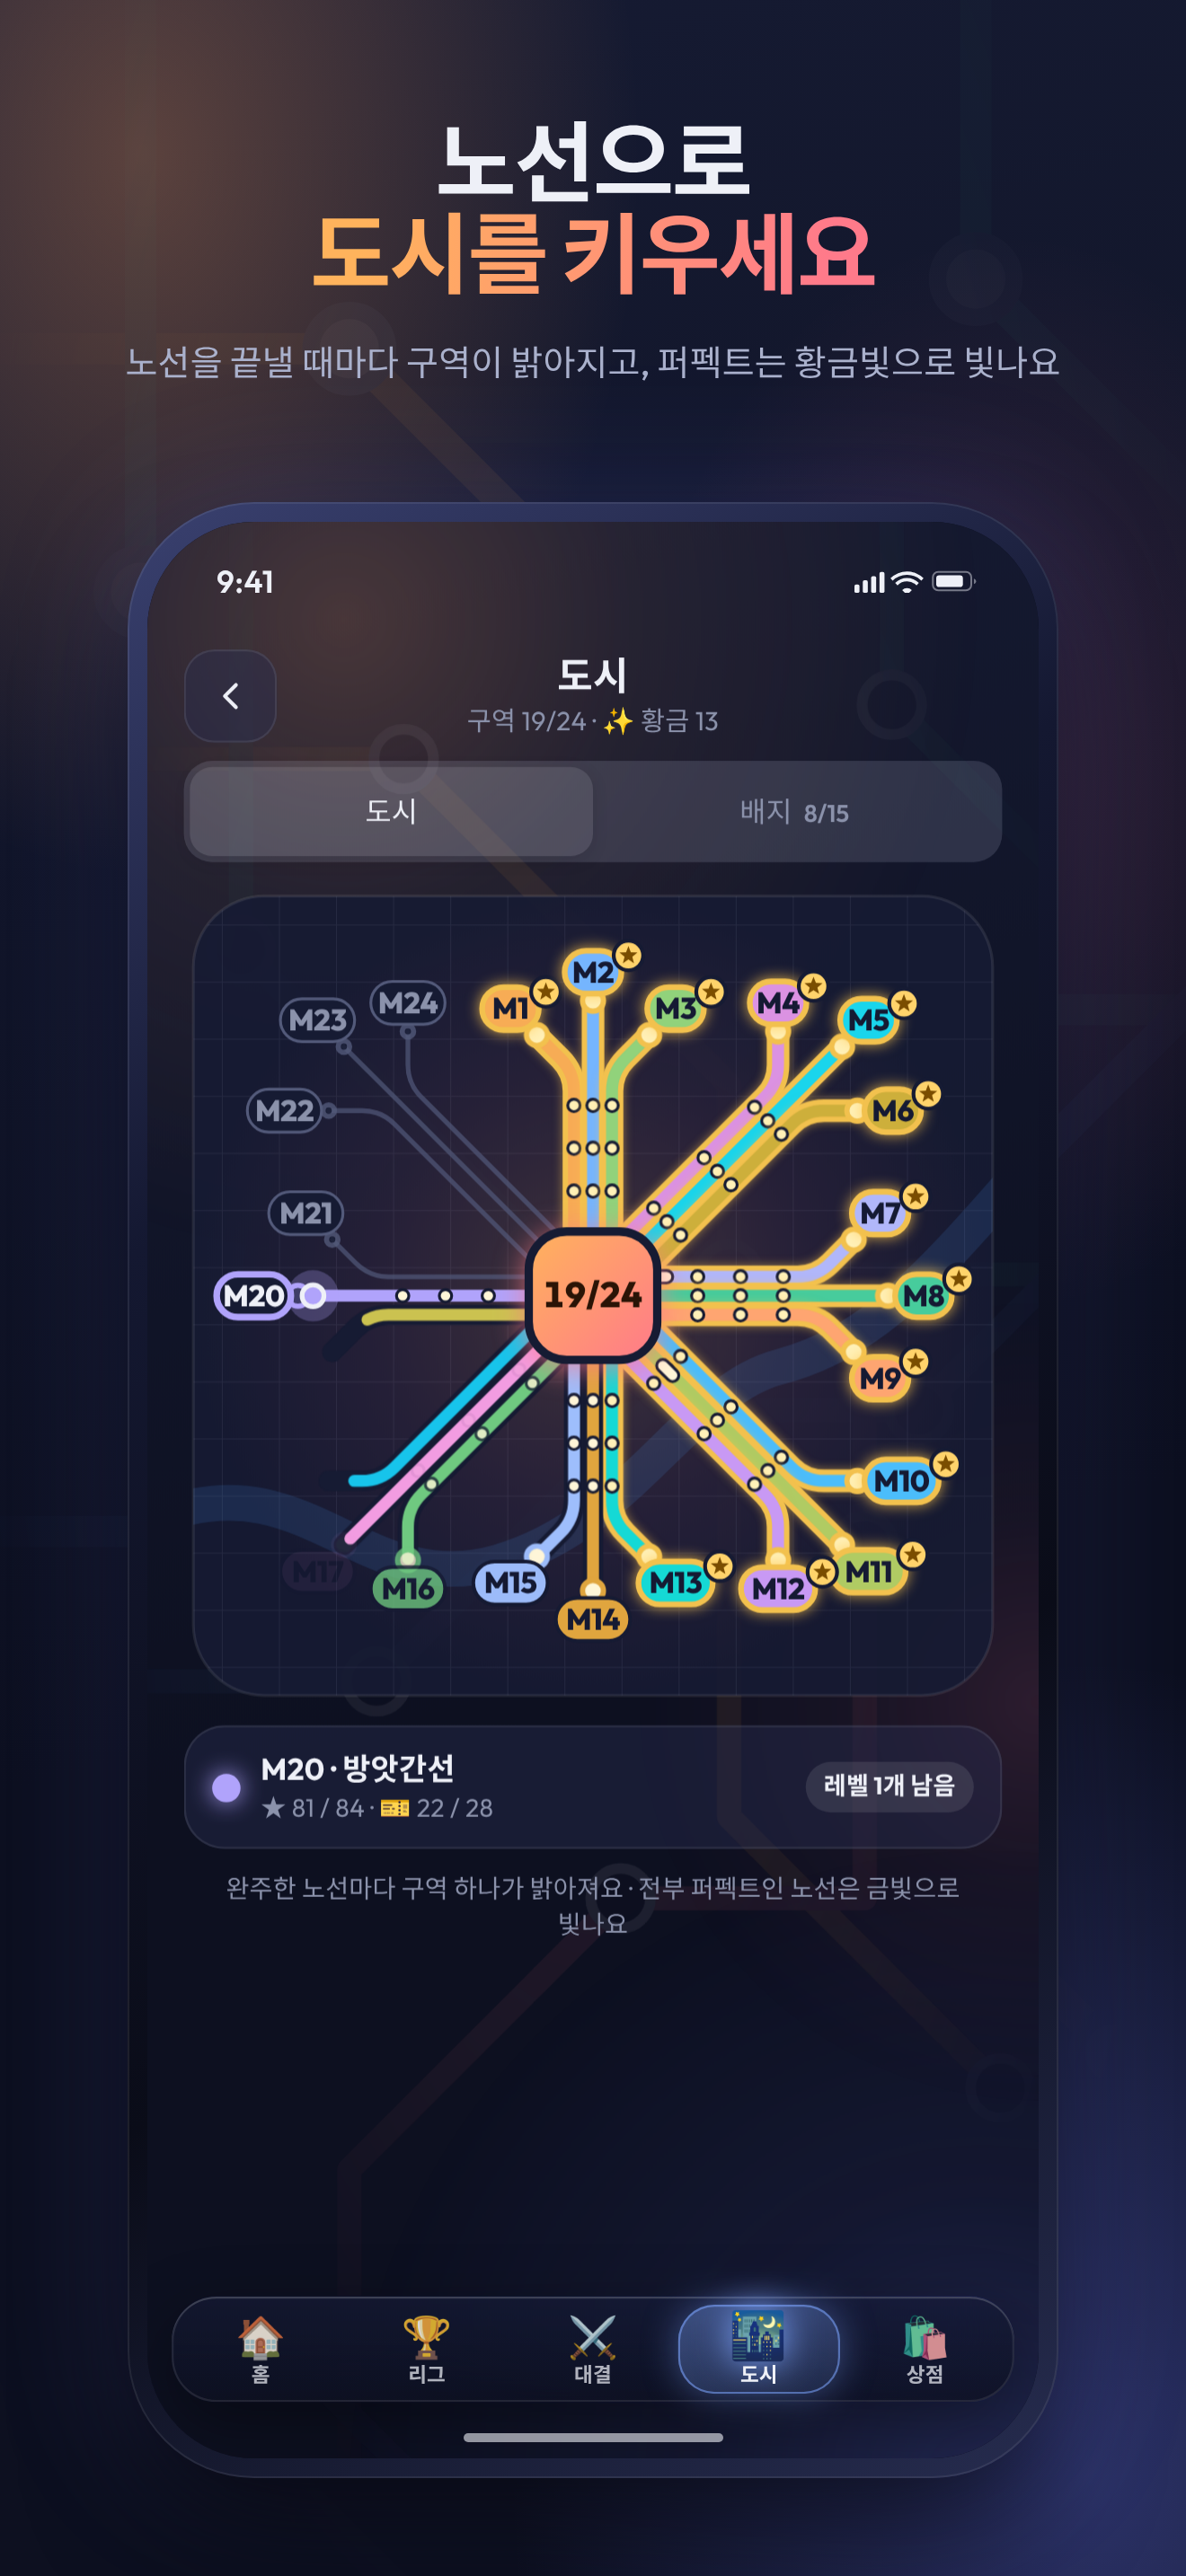 노선으로
도시를 키우세요
노선을 끝낼 때마다 구역이 밝아지고, 퍼펙트는 황금빛으로 빛나요
9:41
도시
구역 19/24 · ✨ 황금 13
도시
배지 8/15
M23
M24
M1
M2
M3
M4
M5
M22
M6
M21
M7
M20
19/24
M8
M9
M10
M17
M16
M15
M14
M13
M12
M11
M20 · 방앗간선
★ 81 / 84 · 🎫 22 / 28
레벨 1개 남음
완주한 노선마다 구역 하나가 밝아져요 · 전부 퍼펙트인 노선은 금빛으로
빛나요
홈
리그
대결
도시
상점